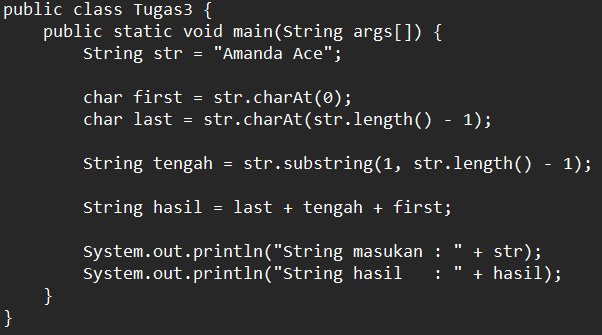 public class Tugas3 {
    public static void main(String args[]) {
        String str = "Amanda Ace";

        char first = str.charAt(0);
        char last = str.charAt(str.length() - 1);

        String tengah = str.substring(1, str.length() - 1);

        String hasil = last + tengah + first;

        System.out.println("String masukan : " + str);
        System.out.println("String hasil   : " + hasil);
    }
}